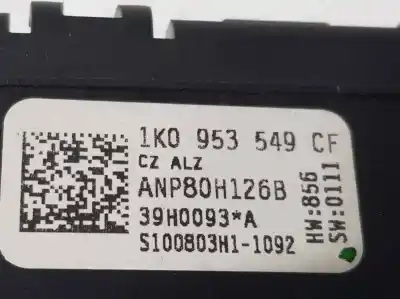 1K0 953 549 CF
CZ ALZ
ANP80H126B
39H0093*A
S100803H1-1092
HW:856
SW:0111